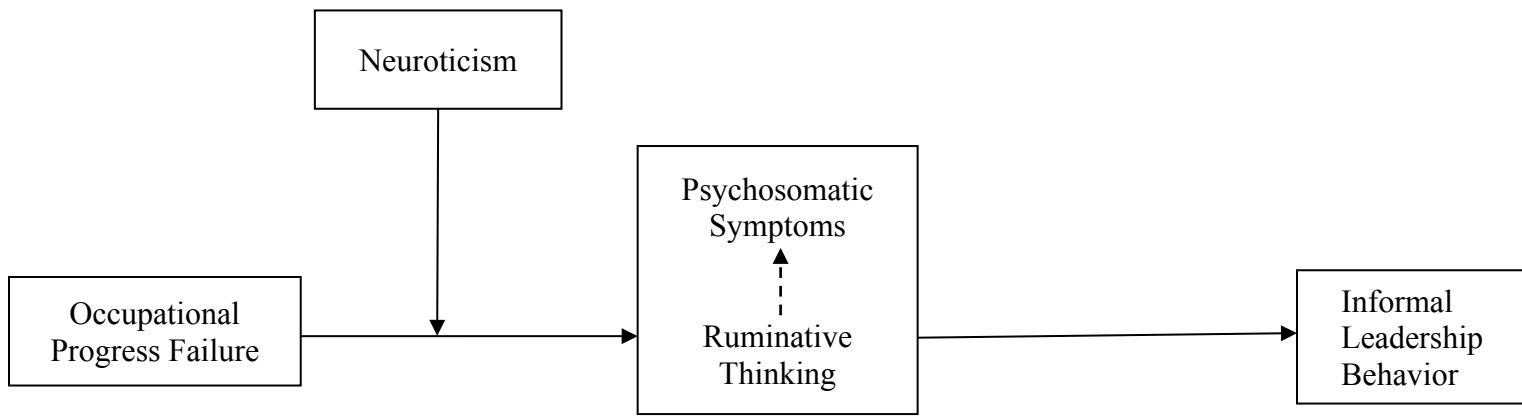 Neuroticism
Psychosomatic
Symptoms
Ruminative
Thinking
Occupational
Progress Failure
Informal
Leadership
Behavior